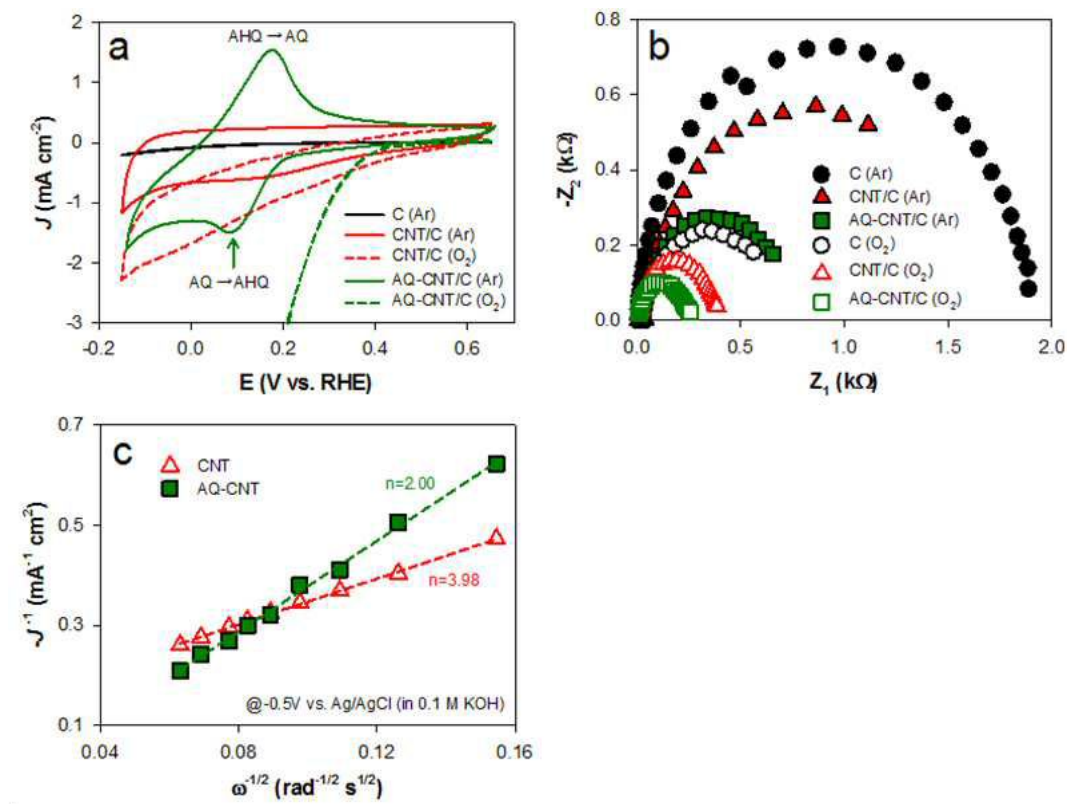 a
AHQ → AQ
2
1
0
-1
-2
-3
J (mA cm⁻²)
C (Ar)
CNT/C (Ar)
CNT/C (O₂)
AQ-CNT/C (Ar)
AQ-CNT/C (O₂)
AQ → AHQ
-0.2 0.0 0.2 0.4 0.6
E (V vs. RHE)
b
0.8
0.6
0.4
0.2
0.0
-Z₂ (kΩ)
C (Ar)
CNT/C (Ar)
AQ-CNT/C (Ar)
C (O₂)
CNT/C (O₂)
AQ-CNT/C (O₂)
0.0 0.5 1.0 1.5 2.0
Z₁ (kΩ)
c
0.7
0.5
0.3
0.1
-J⁻¹ (mA⁻¹ cm²)
CNT
AQ-CNT
n=2.00
n=3.98
@-0.5V vs. Ag/AgCl (in 0.1 M KOH)
0.04 0.08 0.12 0.16
ω⁻¹/² (rad⁻¹/² s¹/²)